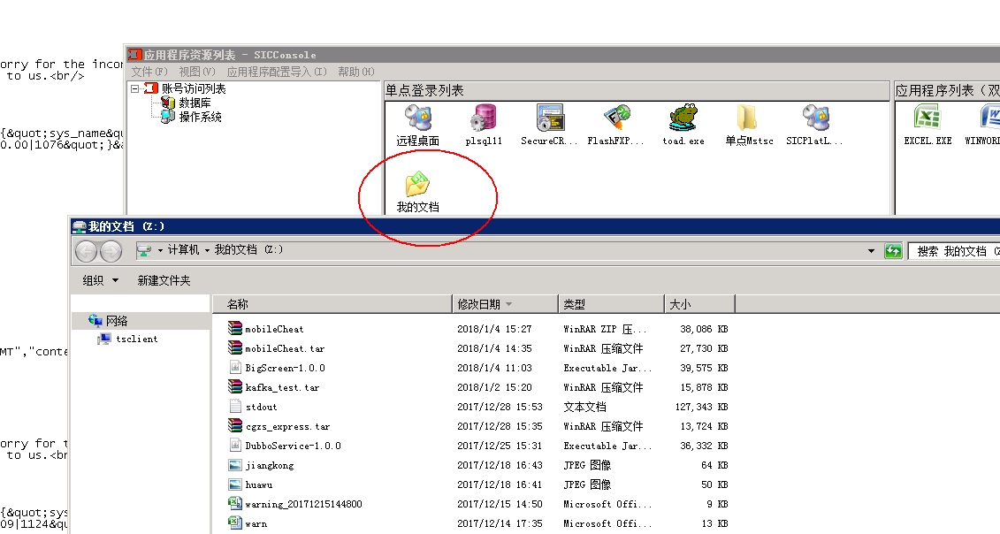 orry for the incor
to us.<br/>
{&quot;sys_name&qu
0.00|1076&quot;}&a
应用程序资源列表 - SICConsole
文件(F) 视图(V) 应用程序配置导入(I) 帮助(H)
账号访问列表
数据库
操作系统
单点登录列表
远程桌面 plsql11 SecureCR... FlashFXP... toad.exe 单点Mstsc SICPlatL...
我的文档
应用程序列表（双
EXCEL.EXE WINWORD
我的文档 (Z:)
计算机 我的文档 (Z:)
搜索 我的文档 (Z
组织 新建文件夹
网络
tsclient
名称 修改日期 类型 大小
mobileCheat 2018/1/4 15:27 WinRAR ZIP 压... 38,086 KB
mobileCheat.tar 2018/1/4 14:35 WinRAR 压缩文件 27,730 KB
BigScreen-1.0.0 2018/1/4 11:03 Executable Jar... 39,575 KB
kafka_test.tar 2018/1/2 15:20 WinRAR 压缩文件 15,878 KB
stdout 2017/12/28 15:53 文本文档 127,343 KB
cgzs_express.tar 2017/12/28 15:35 WinRAR 压缩文件 13,724 KB
DubboService-1.0.0 2017/12/25 15:31 Executable Jar... 36,332 KB
jiangkong 2017/12/18 16:43 JPEG 图像 64 KB
huawu 2017/12/18 16:41 JPEG 图像 50 KB
warning_20171215144800 2017/12/15 14:50 Microsoft Offi... 9 KB
warn 2017/12/14 17:35 Microsoft Offi... 13 KB
MT","conte
orry for t
to us.<br
{&quot;sys
09|1124&qu